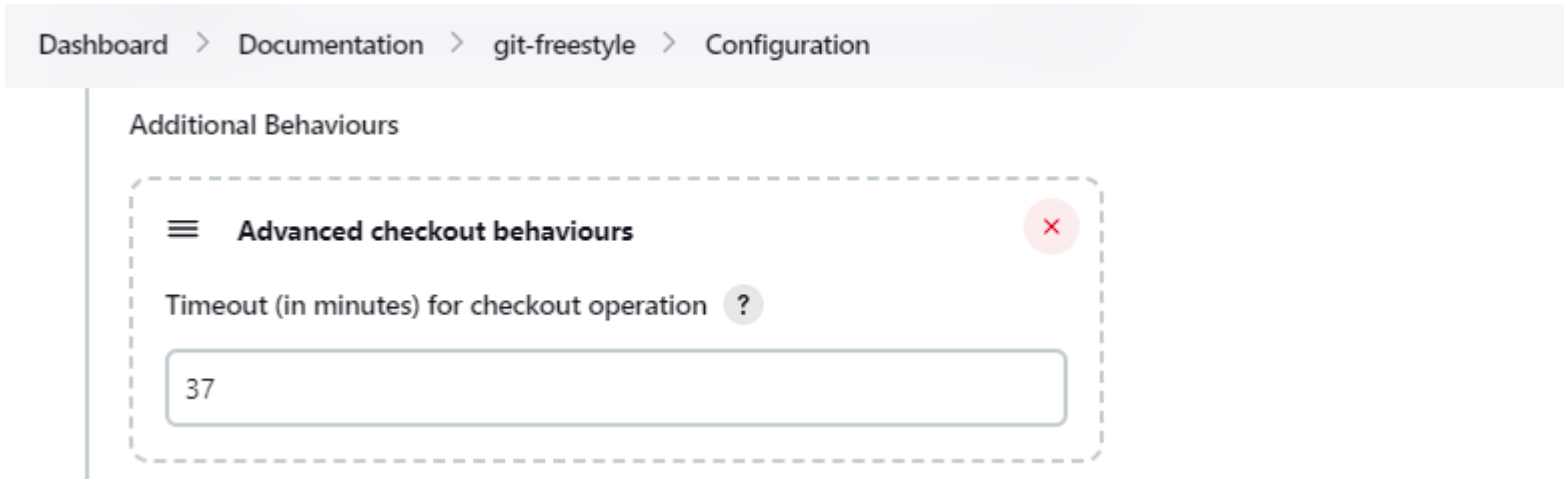 Dashboard > Documentation > git-freestyle > Configuration
Additional Behaviours
Advanced checkout behaviours
Timeout (in minutes) for checkout operation ?
37